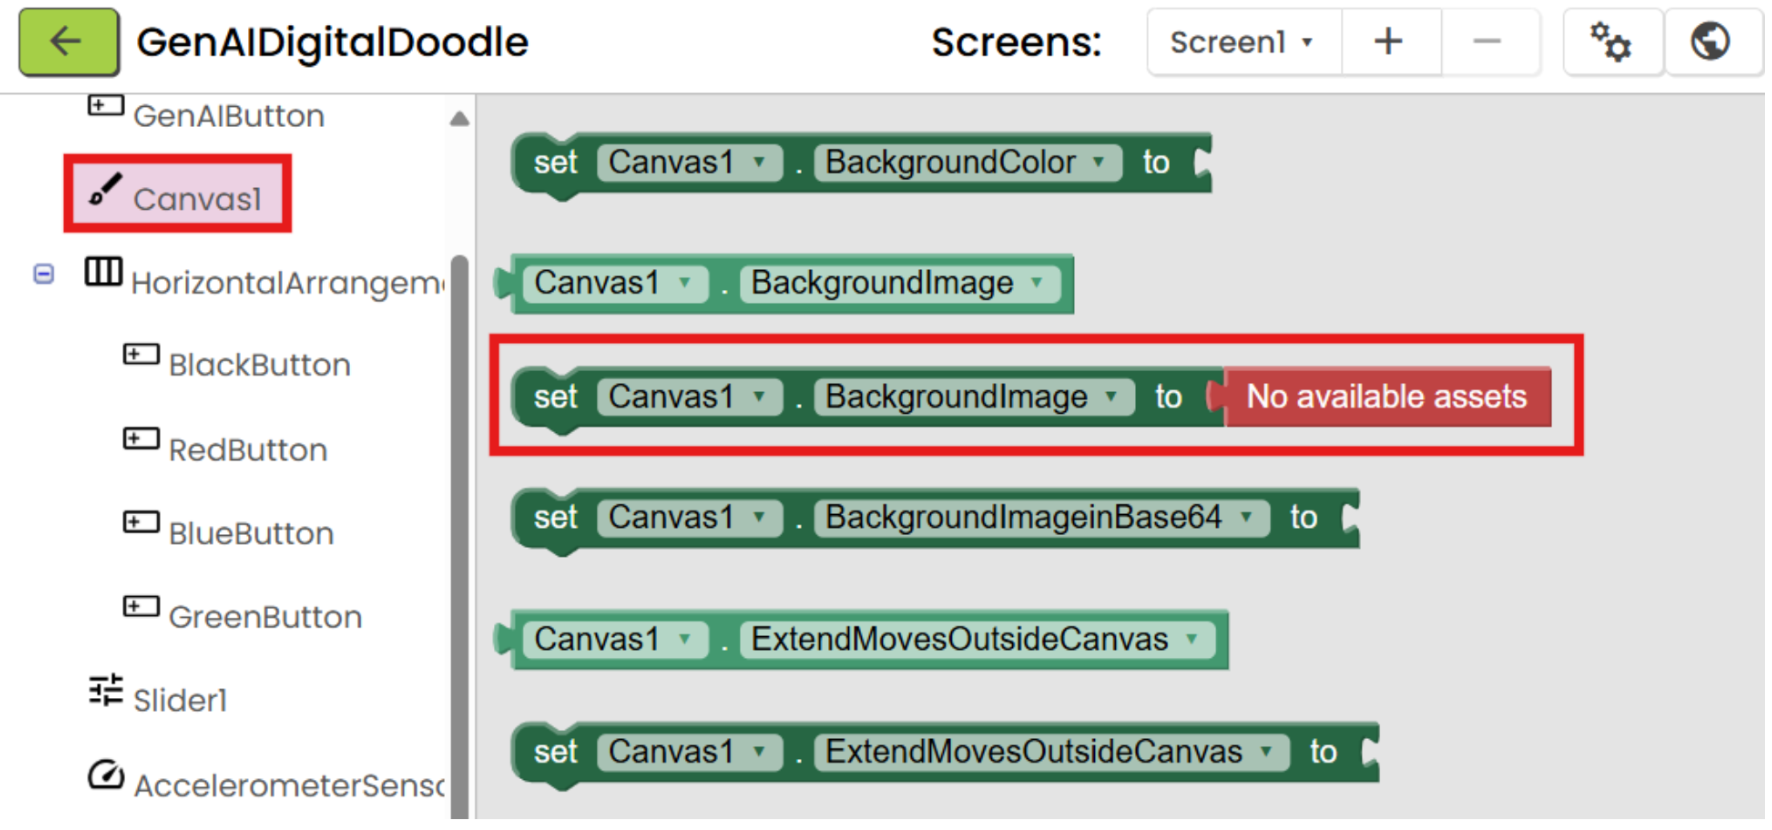 GenAIDigitalDoodle Screens: Screen1
GenAIButton
Canvas1
HorizontalArrangem
BlackButton
RedButton
BlueButton
GreenButton
Slider1
AccelerometerSens
set Canvas1 . BackgroundColor to
Canvas1 . BackgroundImage
set Canvas1 . BackgroundImage to No available assets
set Canvas1 . BackgroundImageinBase64 to
Canvas1 . ExtendMovesOutsideCanvas
set Canvas1 . ExtendMovesOutsideCanvas to